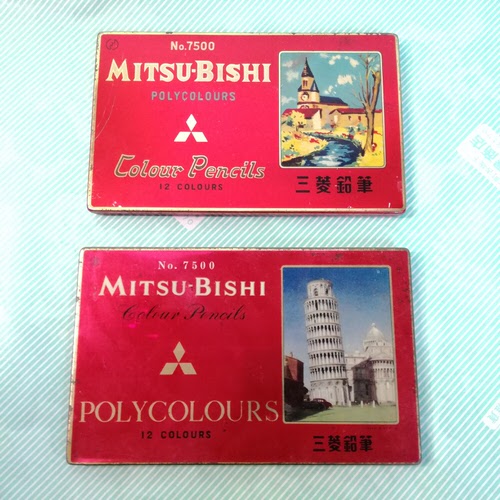 No.7500
MITSU-BISHI
POLYCOLOURS
Colour Pencils
12 COLOURS
三菱鉛筆
No. 7500
MITSU-BISHI
Colour Pencils
POLYCOLOURS
12 COLOURS
三菱鉛筆